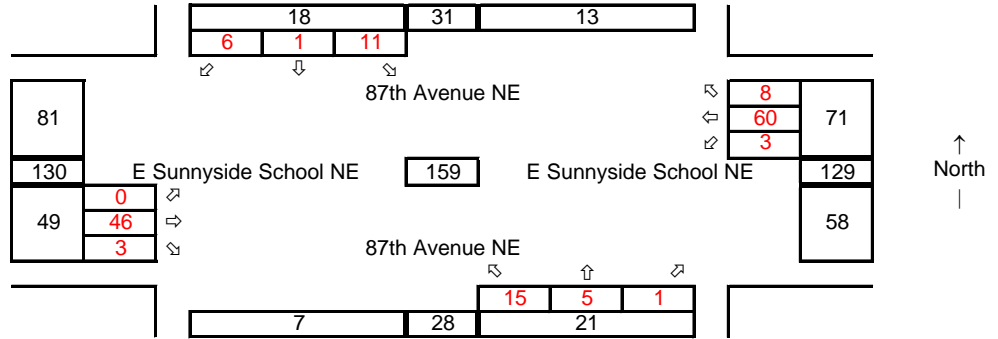 18 31 13
6 1 11
87th Avenue NE
8
81 60 71
3
130 E Sunnyside School NE 159 E Sunnyside School NE 129
↑
North
|
0
49 46 58
3
87th Avenue NE
15 5 1
7 28 21